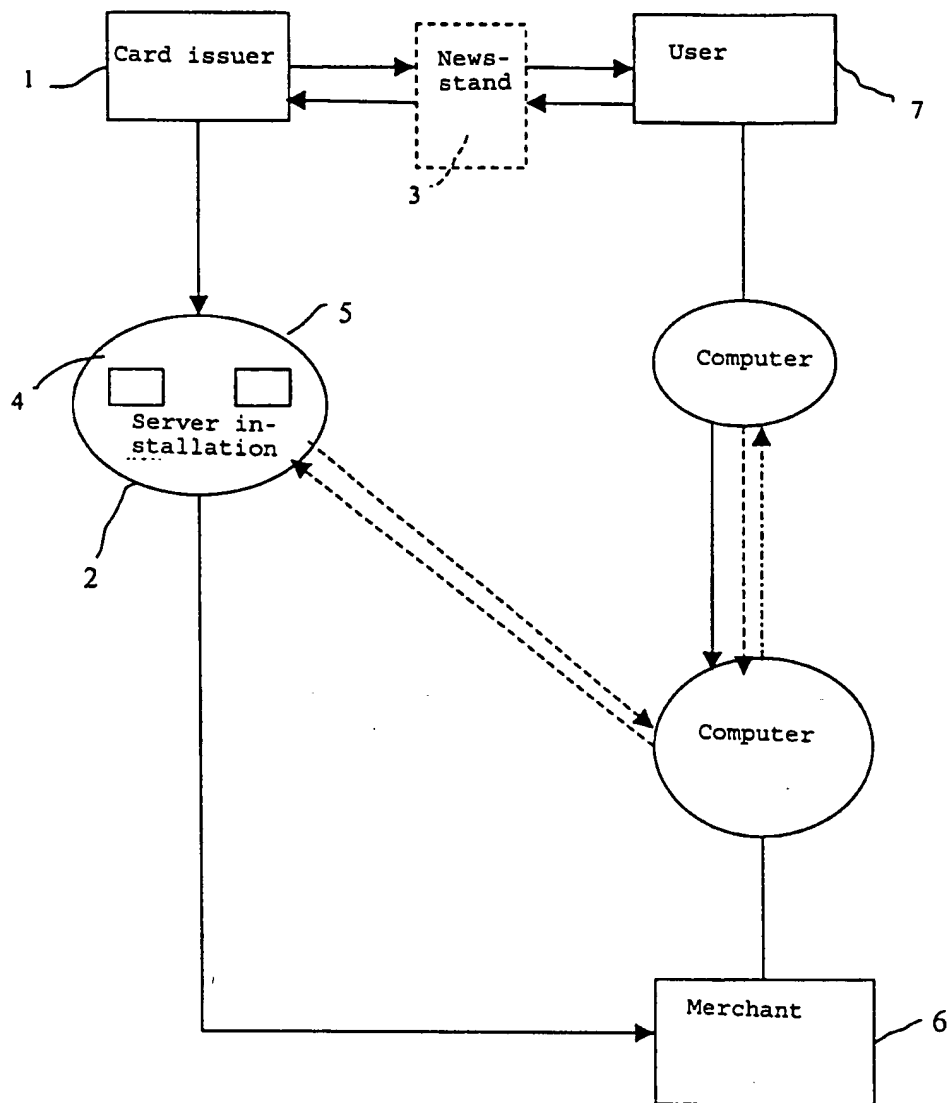 Card issuer
News-
stand
User
1
7
3
5
4
Server in-
stallation
2
Computer
Computer
Merchant
6